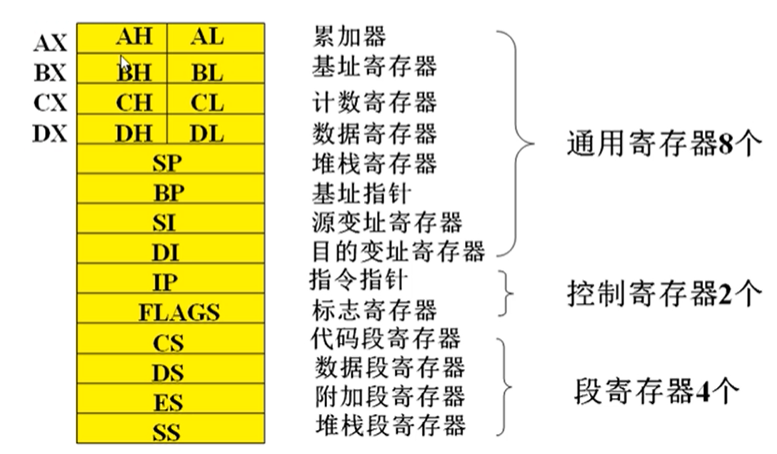 AX AH AL 累加器
BX BH BL 基址寄存器
CX CH CL 计数寄存器
DX DH DL 数据寄存器
通用寄存器8个
SP 堆栈寄存器
BP 基址指针
SI 源变址寄存器
DI 目的变址寄存器
IP 指令指针
控制寄存器2个
FLAGS 标志寄存器
CS 代码段寄存器
DS 数据段寄存器
段寄存器4个
ES 附加段寄存器
SS 堆栈段寄存器